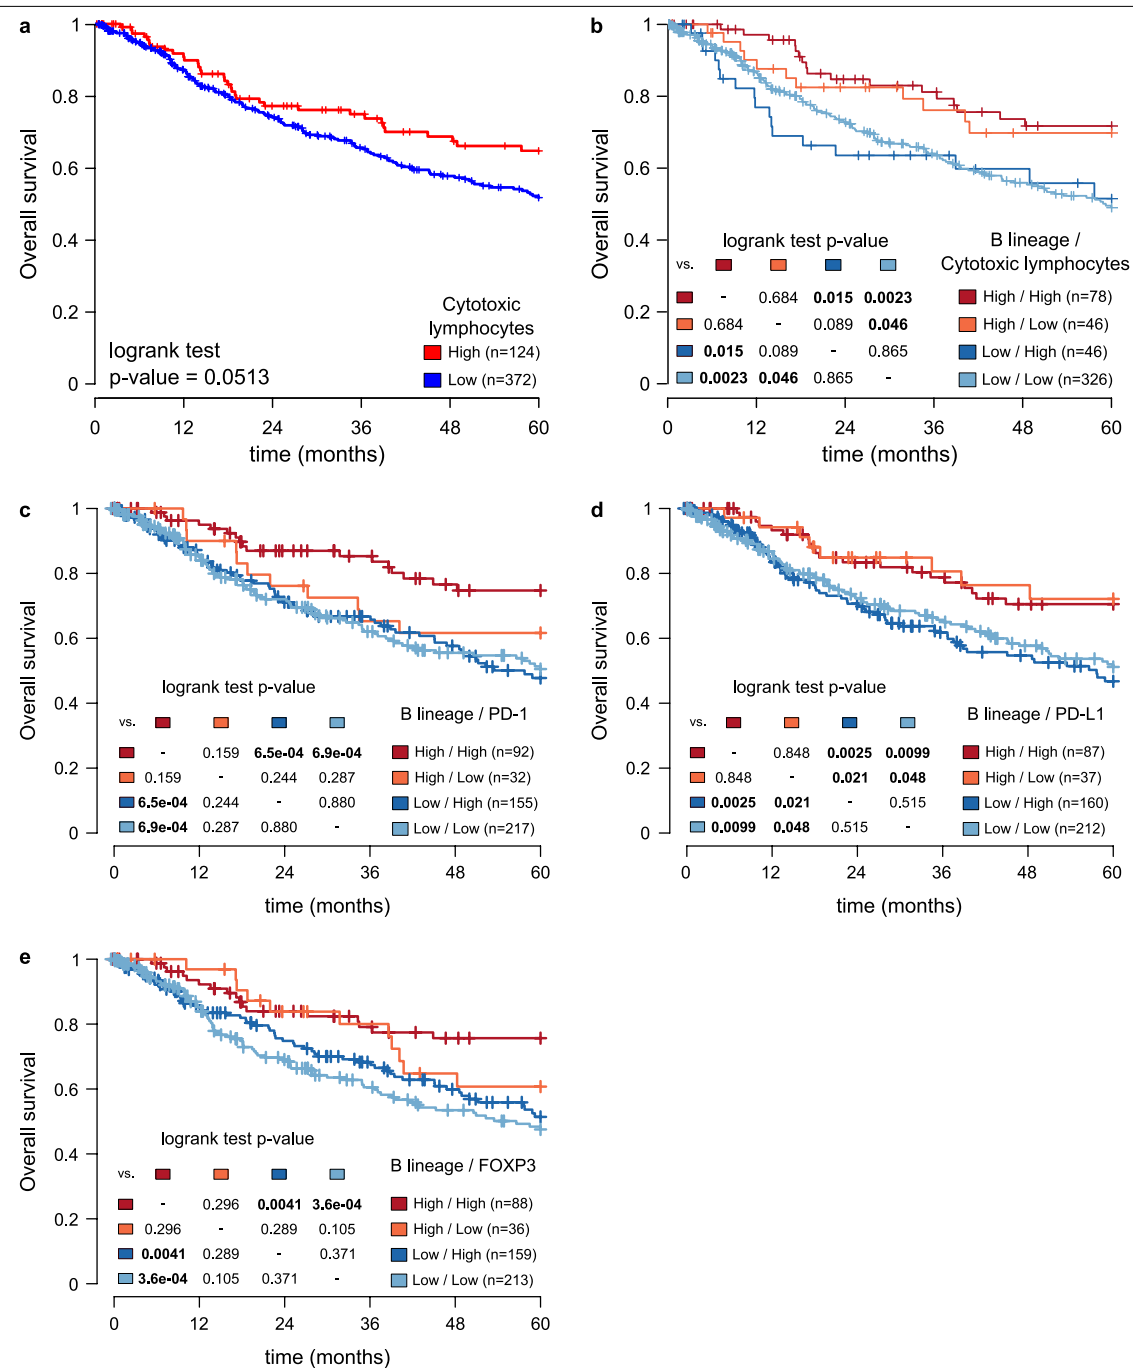 a
1
0.8
0.6
0.4
0.2
0
Overall survival
logrank test
p-value = 0.0513
Cytotoxic
lymphocytes
High (n=124)
Low (n=372)
0 12 24 36 48 60
time (months)
b
1
0.8
0.6
0.4
0.2
0
Overall survival
logrank test p-value
vs.
- 0.684 0.015 0.0023
0.684 - 0.089 0.046
0.015 0.089 - 0.865
0.0023 0.046 0.865 -
B lineage /
Cytotoxic lymphocytes
High / High (n=78)
High / Low (n=46)
Low / High (n=46)
Low / Low (n=326)
0 12 24 36 48 60
time (months)
c
1
0.8
0.6
0.4
0.2
0
Overall survival
logrank test p-value
vs.
- 0.159 6.5e-04 6.9e-04
0.159 - 0.244 0.287
6.5e-04 0.244 - 0.880
6.9e-04 0.287 0.880 -
B lineage / PD-1
High / High (n=92)
High / Low (n=32)
Low / High (n=155)
Low / Low (n=217)
0 12 24 36 48 60
time (months)
d
1
0.8
0.6
0.4
0.2
0
Overall survival
logrank test p-value
vs.
- 0.848 0.0025 0.0099
0.848 - 0.021 0.048
0.0025 0.021 - 0.515
0.0099 0.048 0.515 -
B lineage / PD-L1
High / High (n=87)
High / Low (n=37)
Low / High (n=160)
Low / Low (n=212)
0 12 24 36 48 60
time (months)
e
1
0.8
0.6
0.4
0.2
0
Overall survival
logrank test p-value
vs.
- 0.296 0.0041 3.6e-04
0.296 - 0.289 0.105
0.0041 0.289 - 0.371
3.6e-04 0.105 0.371 -
B lineage / FOXP3
High / High (n=88)
High / Low (n=36)
Low / High (n=159)
Low / Low (n=213)
0 12 24 36 48 60
time (months)